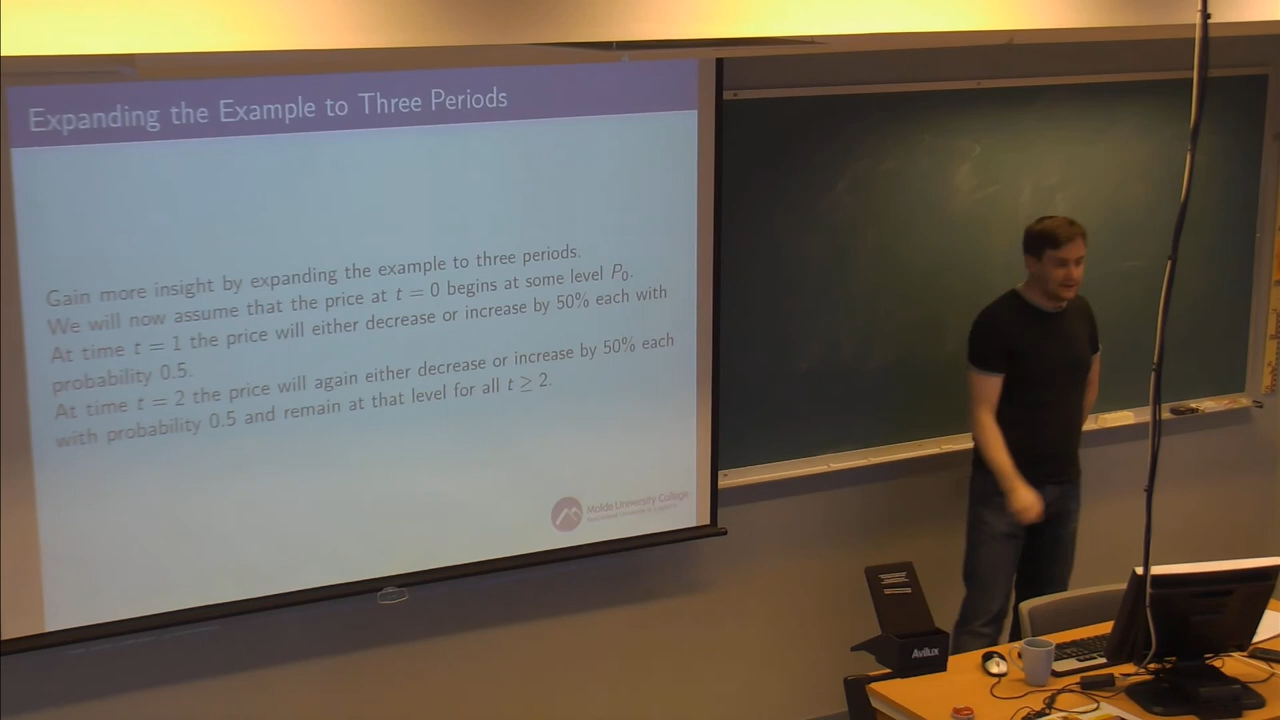 Expanding the Example to Three Periods
Gain more insight by expanding the example to three periods.
We will now assume that the price at t = 0 begins at some level P₀.
At time t = 1 the price will either decrease or increase by 50% each with
probability 0.5.
At time t = 2 the price will again either decrease or increase by 50% each
with probability 0.5 and remain at that level for all t ≥ 2.
Molde University College
Avilux